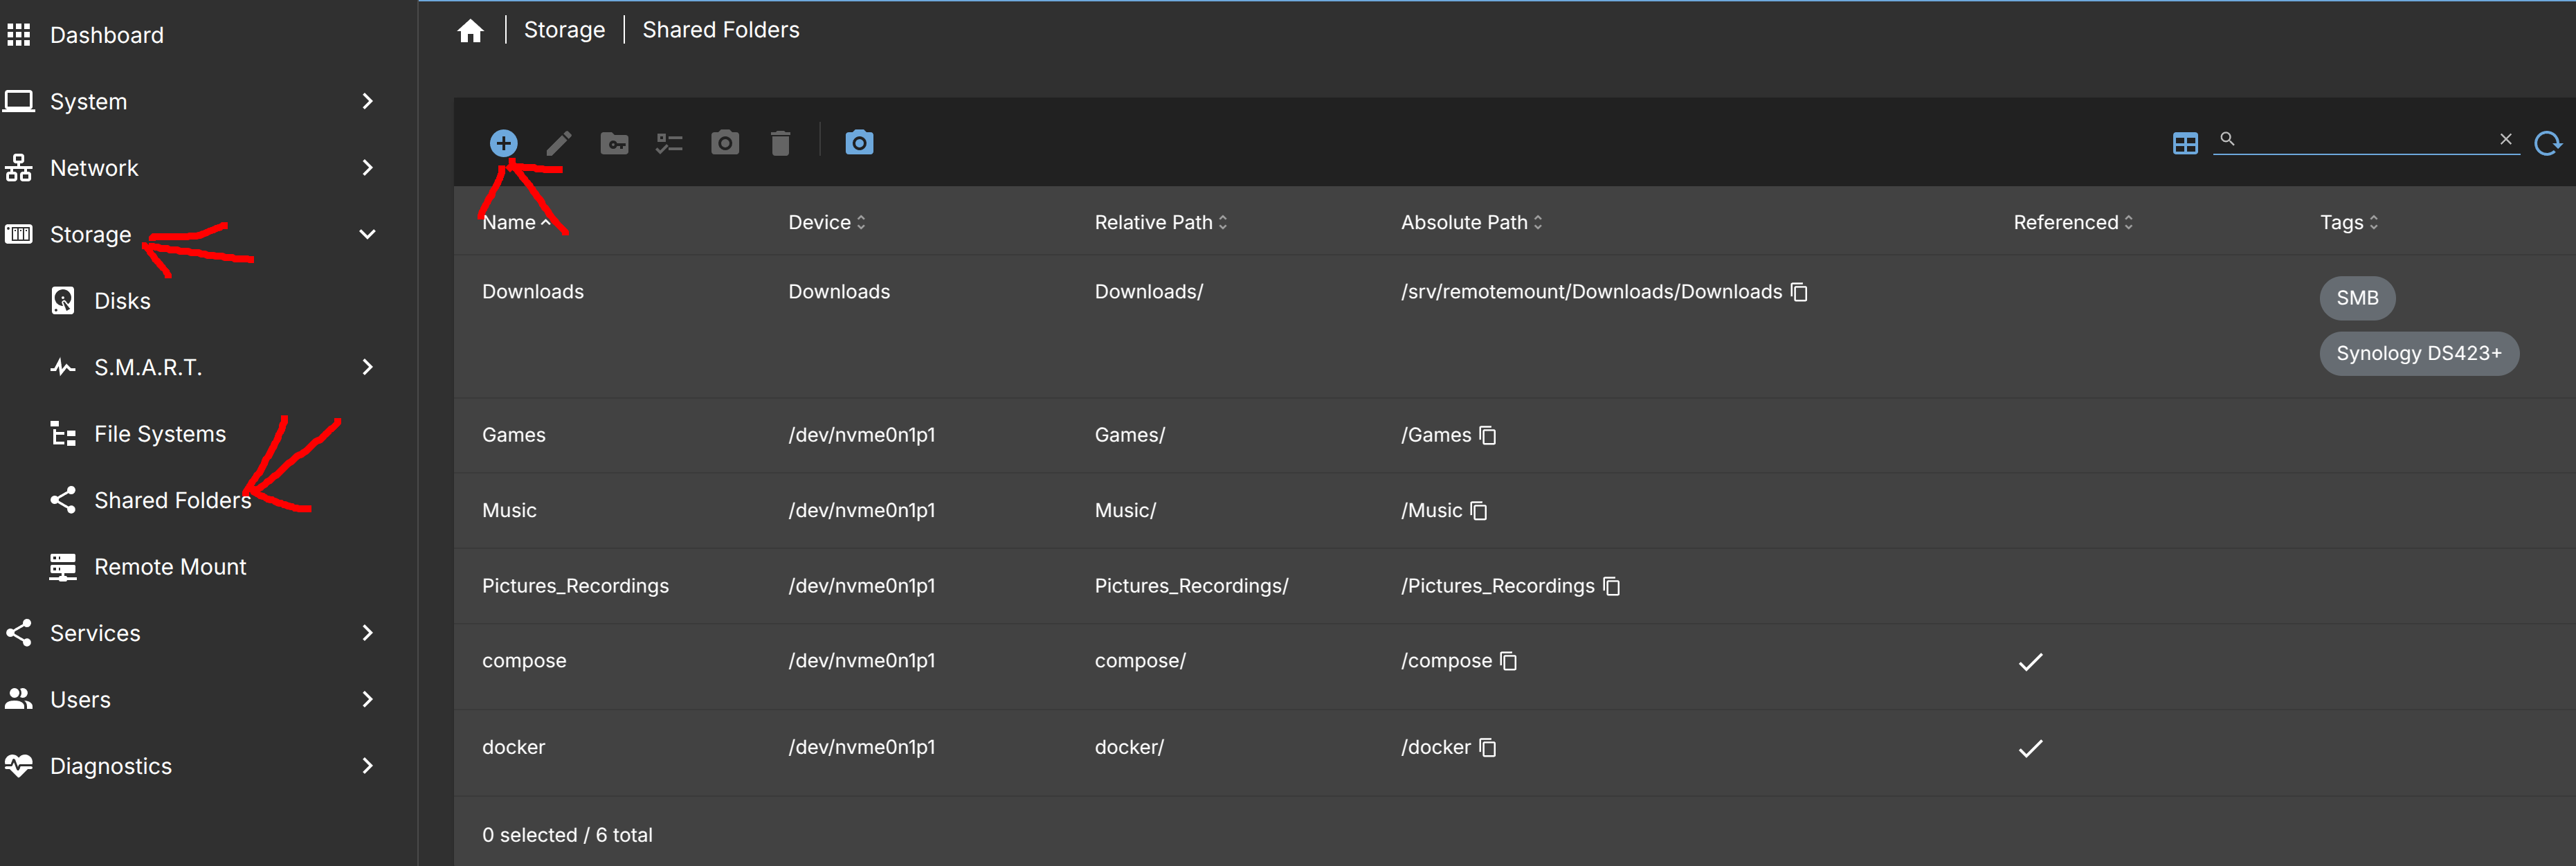 Dashboard
System
Network
Storage
Disks
S.M.A.R.T.
File Systems
Shared Folders
Remote Mount
Services
Users
Diagnostics
Storage | Shared Folders
Name Device Relative Path Absolute Path Referenced Tags
Downloads Downloads Downloads/ /srv/remotemount/Downloads/Downloads SMB
Synology DS423+
Games /dev/nvme0n1p1 Games/ /Games
Music /dev/nvme0n1p1 Music/ /Music
Pictures_Recordings /dev/nvme0n1p1 Pictures_Recordings/ /Pictures_Recordings
compose /dev/nvme0n1p1 compose/ /compose
docker /dev/nvme0n1p1 docker/ /docker
0 selected / 6 total